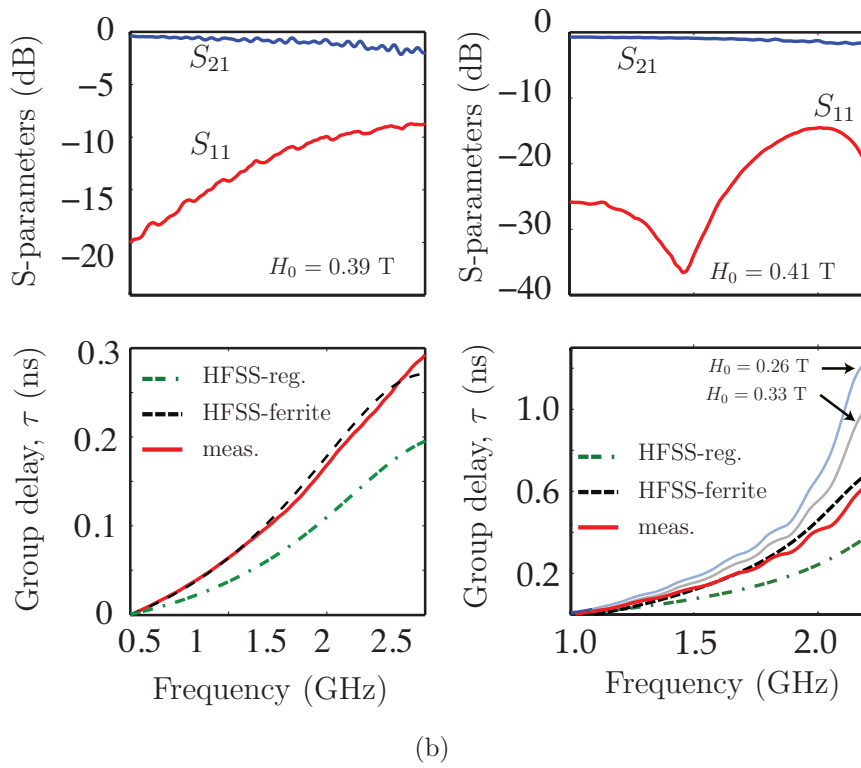 S-parameters (dB)
0
−5
−10
−15
−20
S21
S11
H0 = 0.39 T
S-parameters (dB)
0
−10
−20
−30
−40
S21
S11
H0 = 0.41 T
Group delay, τ (ns)
0.3
0.2
0.1
0
HFSS-reg.
HFSS-ferrite
meas.
0.5 1 1.5 2 2.5
Frequency (GHz)
Group delay, τ (ns)
1.0
0.6
0.2
H0 = 0.26 T
H0 = 0.33 T
HFSS-reg.
HFSS-ferrite
meas.
1.0 1.5 2.0
Frequency (GHz)
(b)